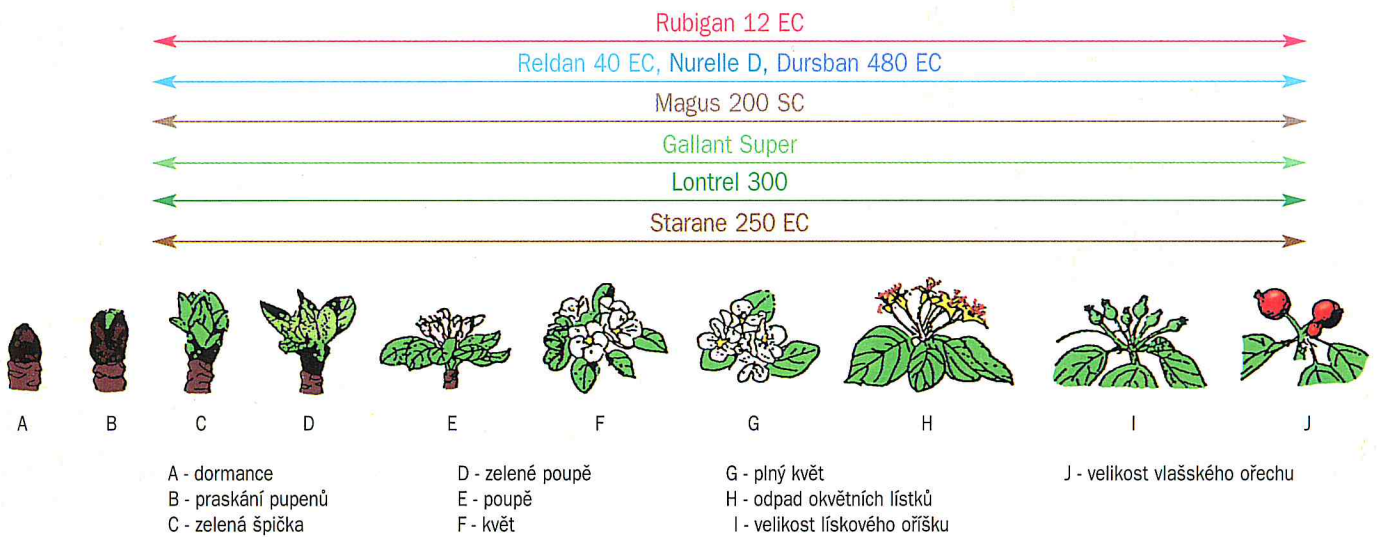 Rubigan 12 EC
Reldan 40 EC, Nurelle D, Dursban 480 EC
Magus 200 SC
Gallant Super
Lontrel 300
Starane 250 EC
A B C D E F G H I J
A - dormance
B - praskání pupenů
C - zelená špička
D - zelené poupě
E - poupě
F - květ
G - plný květ
H - odpad okvětních lístků
I - velikost lískového oříšku
J - velikost vlašského ořechu